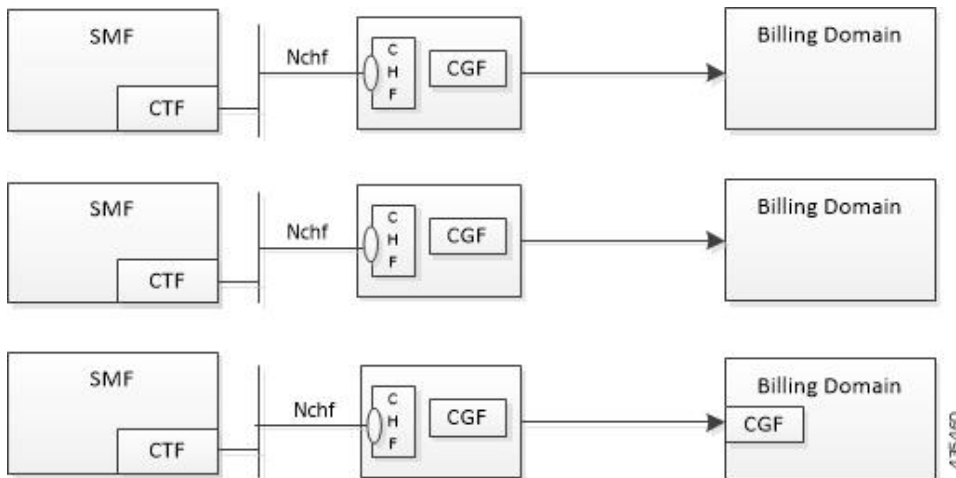 SMF
CTF
Nchf
C
H
F
CGF
Billing Domain
SMF
CTF
Nchf
C
H
F
CGF
Billing Domain
SMF
CTF
Nchf
C
H
F
CGF
Billing Domain
CGF
435460